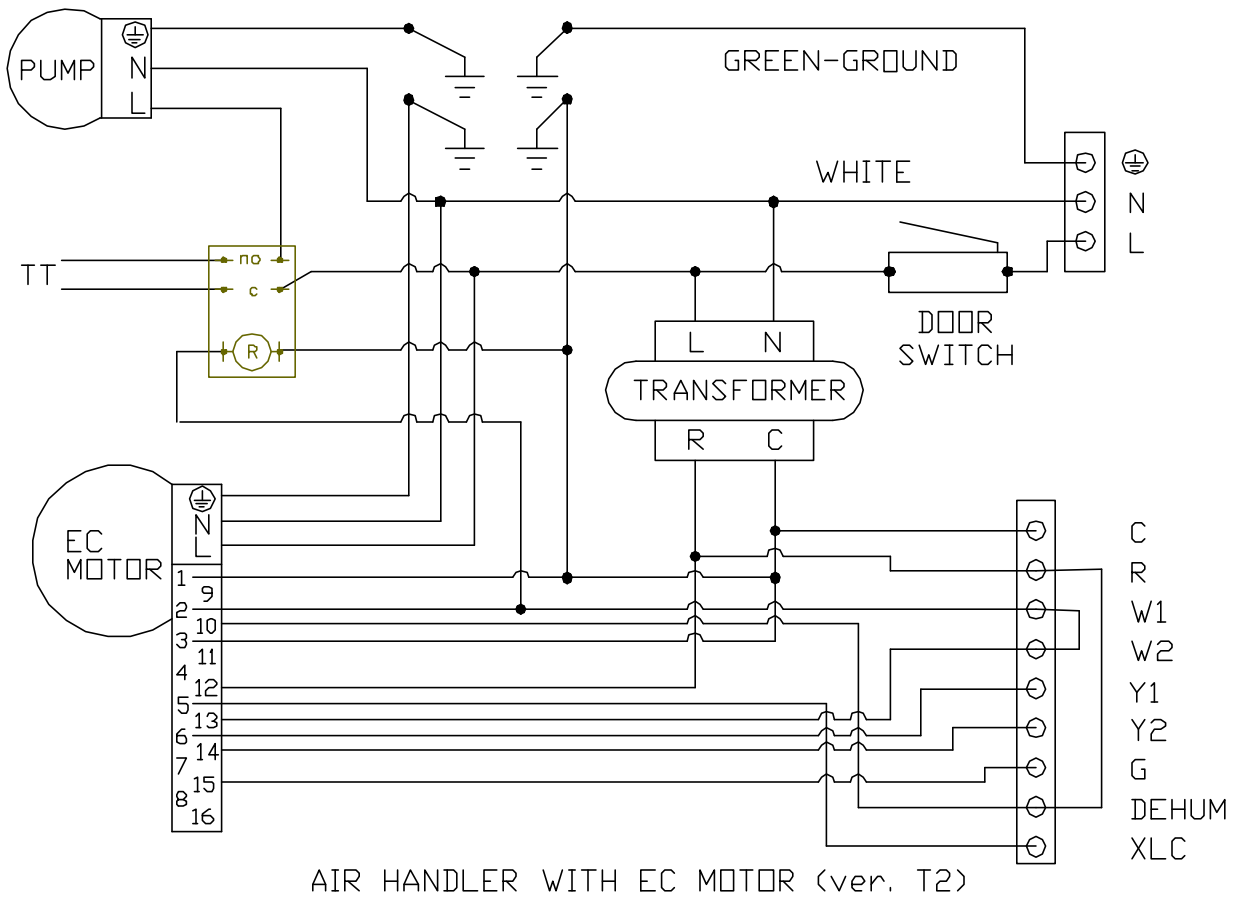 PUMP
N
L
GREEN-GROUND
WHITE
N
L
TT
no
c
R
DOOR
SWITCH
L N
TRANSFORMER
R C
EC
MOTOR
N
L
1
9
2
10
3
11
4
12
5
13
6
14
7
15
8
16
C
R
W1
W2
Y1
Y2
G
DEHUM
XLC
AIR HANDLER WITH EC MOTOR (ver. T2)